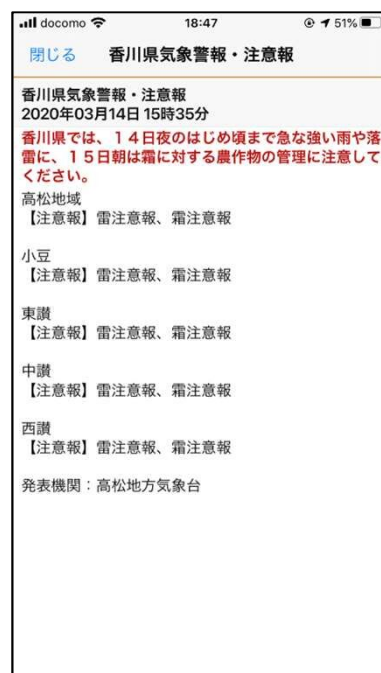 docomo 18:47 51%
閉じる 香川県気象警報・注意報
香川県気象警報・注意報
2020年03月14日 15時35分
香川県では、１４日夜のはじめ頃まで急な強い雨や落
雷に、１５日朝は霜に対する農作物の管理に注意して
ください。
高松地域
【注意報】雷注意報、霜注意報
小豆
【注意報】雷注意報、霜注意報
東讃
【注意報】雷注意報、霜注意報
中讃
【注意報】雷注意報、霜注意報
西讃
【注意報】雷注意報、霜注意報
発表機関：高松地方気象台